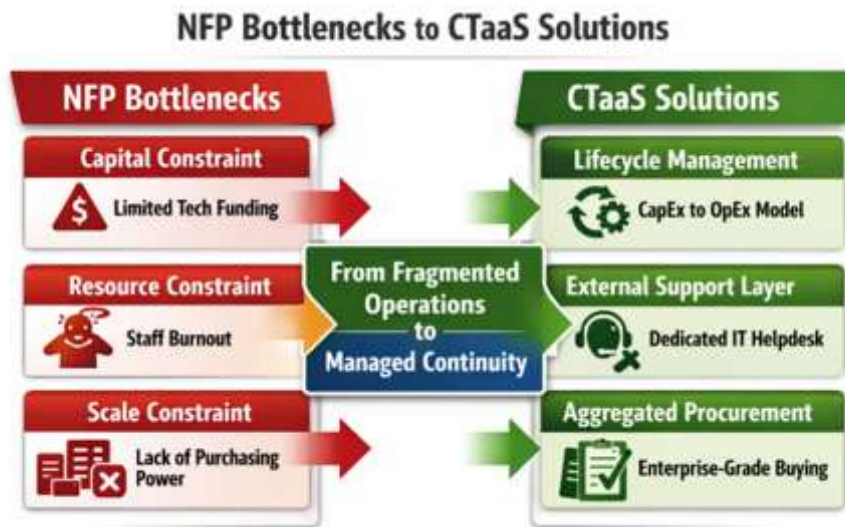 NFP Bottlenecks to CTaaS Solutions
NFP Bottlenecks
Capital Constraint
$
Limited Tech Funding
Resource Constraint
Staff Burnout
Scale Constraint
Lack of Purchasing
Power
From Fragmented
Operations
to
Managed Continuity
CTaaS Solutions
Lifecycle Management
CapEx to OpEx Model
External Support Layer
Dedicated IT Helpdesk
Aggregated Procurement
Enterprise-Grade Buying